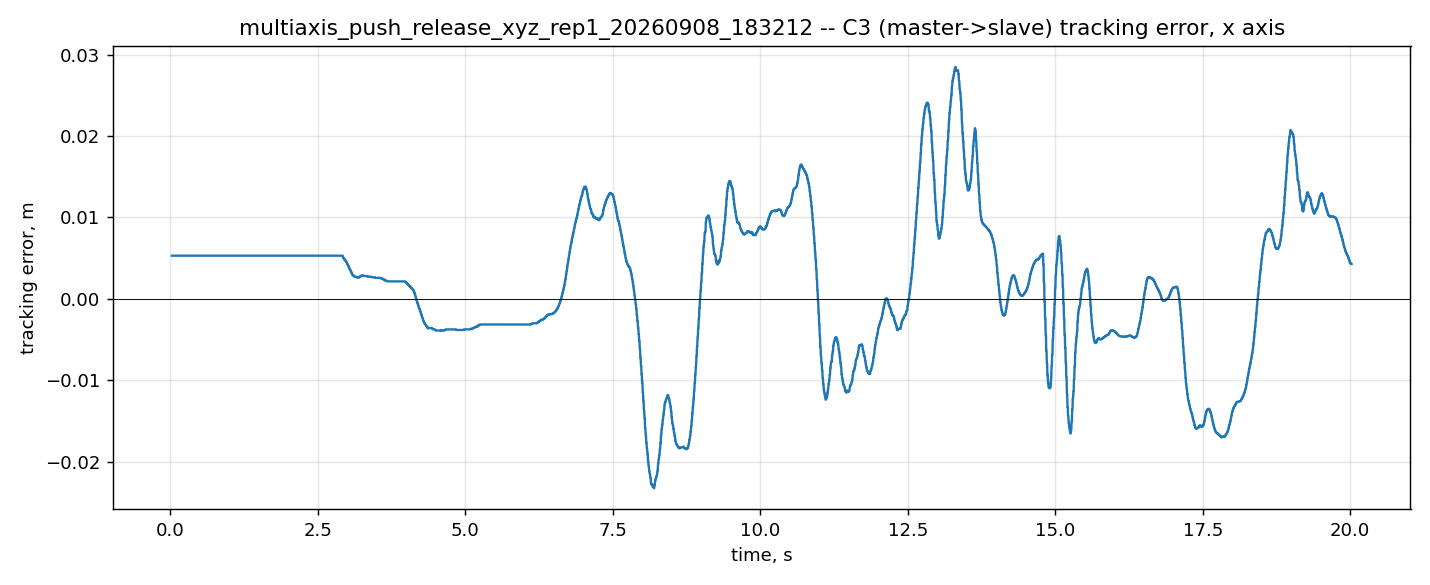 multiaxis_push_release_xyz_rep1_20260908_183212 -- C3 (master->slave) tracking error, x axis
tracking error, m
0.03
0.02
0.01
0.00
−0.01
−0.02
0.0 2.5 5.0 7.5 10.0 12.5 15.0 17.5 20.0
time, s